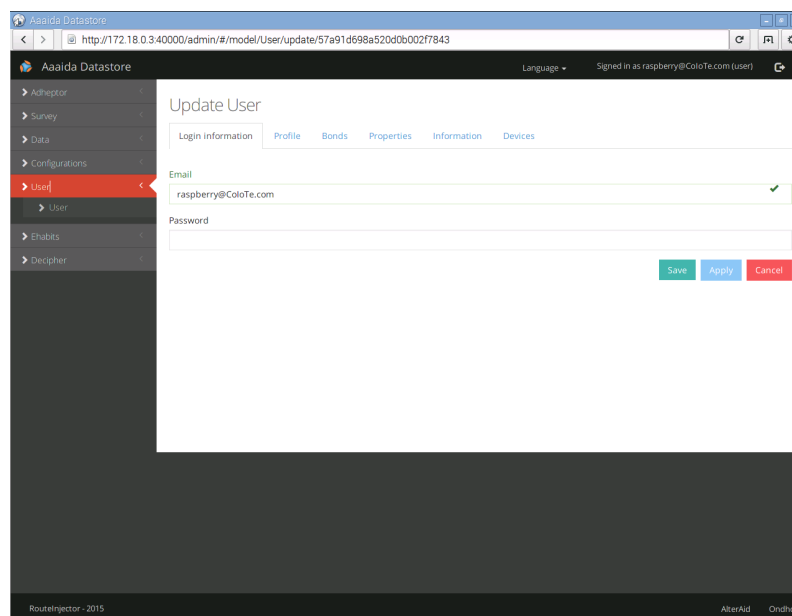 Aaaida Datastore
http://172.18.0.3:40000/admin/#/model/User/update/57a91d698a520d0b002f7843
Aaaida Datastore
Language
Signed in as raspberry@CoIoTe.com (user)
Adheptor
Survey
Data
Configurations
User
User
Ehabits
Decipher
Update User
Login information Profile Bonds Properties Information Devices
Email
raspberry@CoIoTe.com
Password
Save Apply Cancel
RouteInjector - 2015
AlterAid